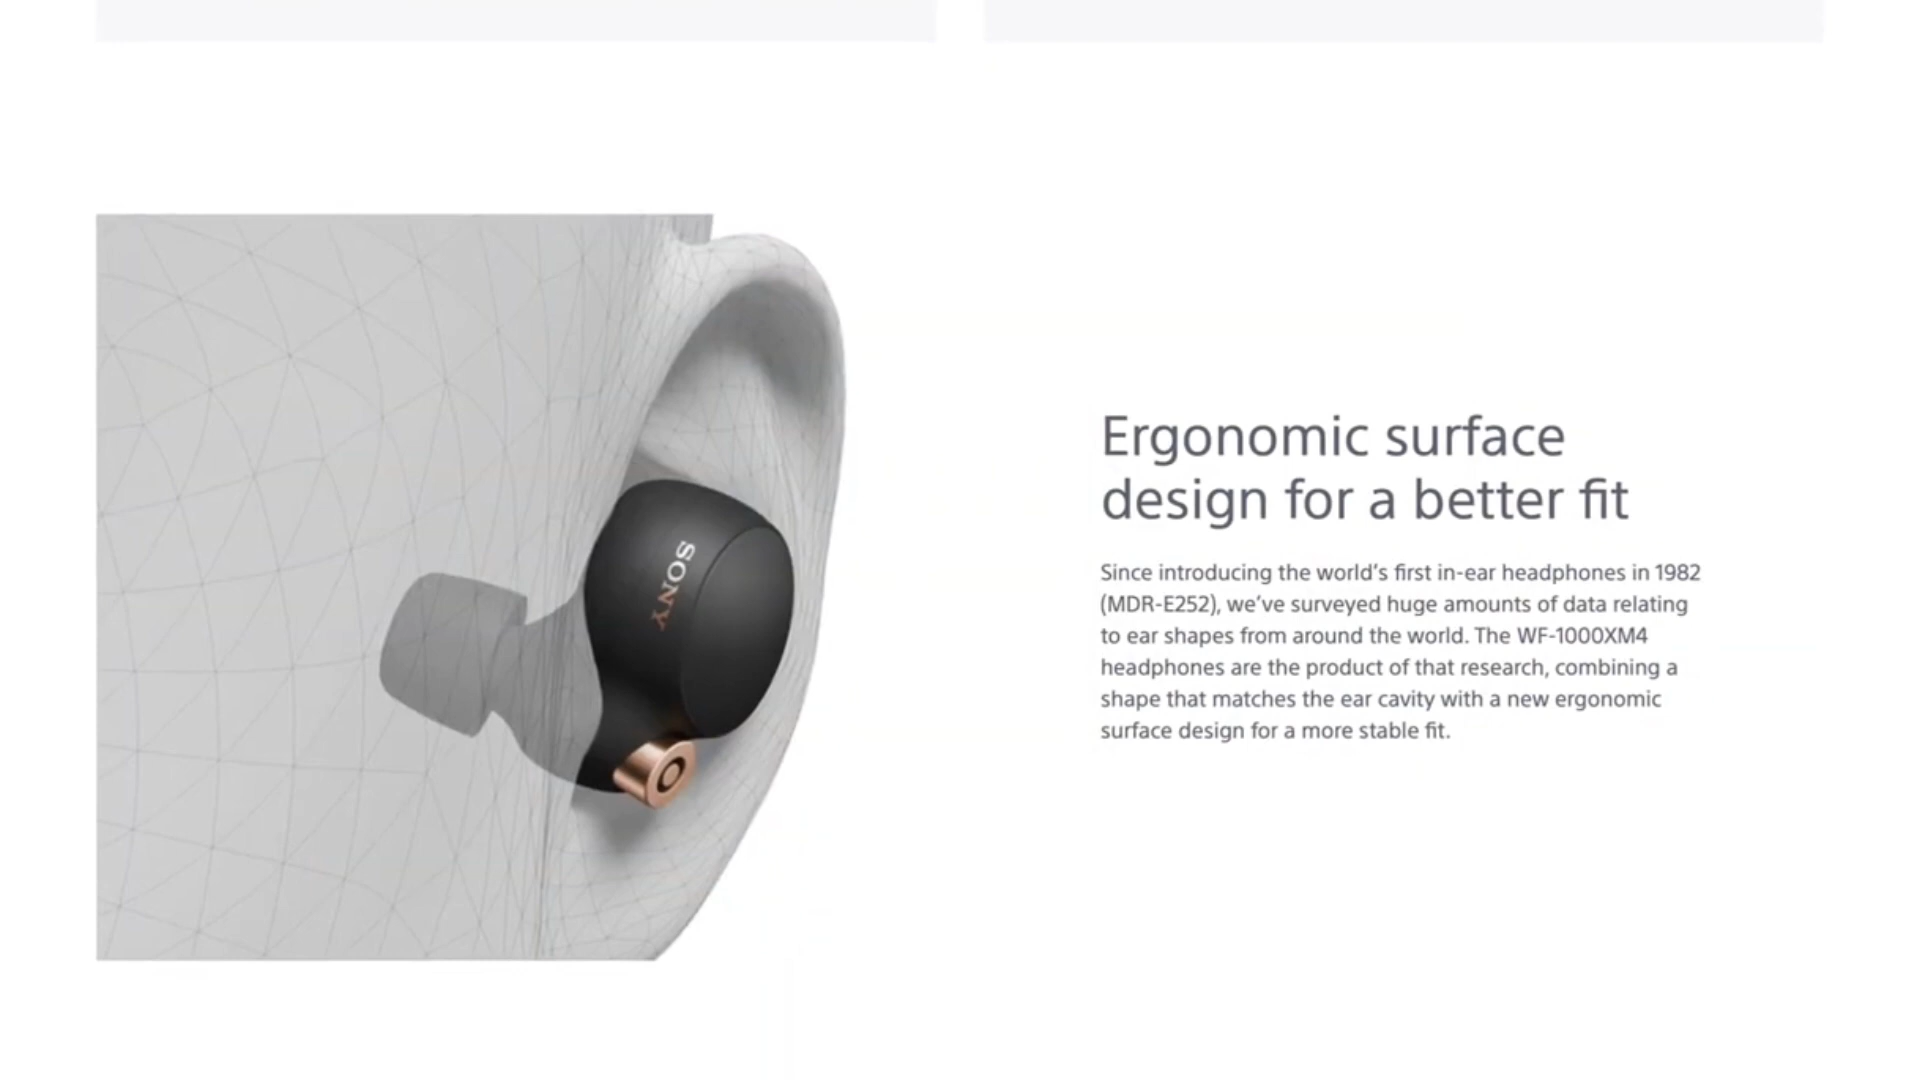 SONY
Ergonomic surface
design for a better fit
Since introducing the world's first in-ear headphones in 1982
(MDR-E252), we've surveyed huge amounts of data relating
to ear shapes from around the world. The WF-1000XM4
headphones are the product of that research, combining a
shape that matches the ear cavity with a new ergonomic
surface design for a more stable fit.